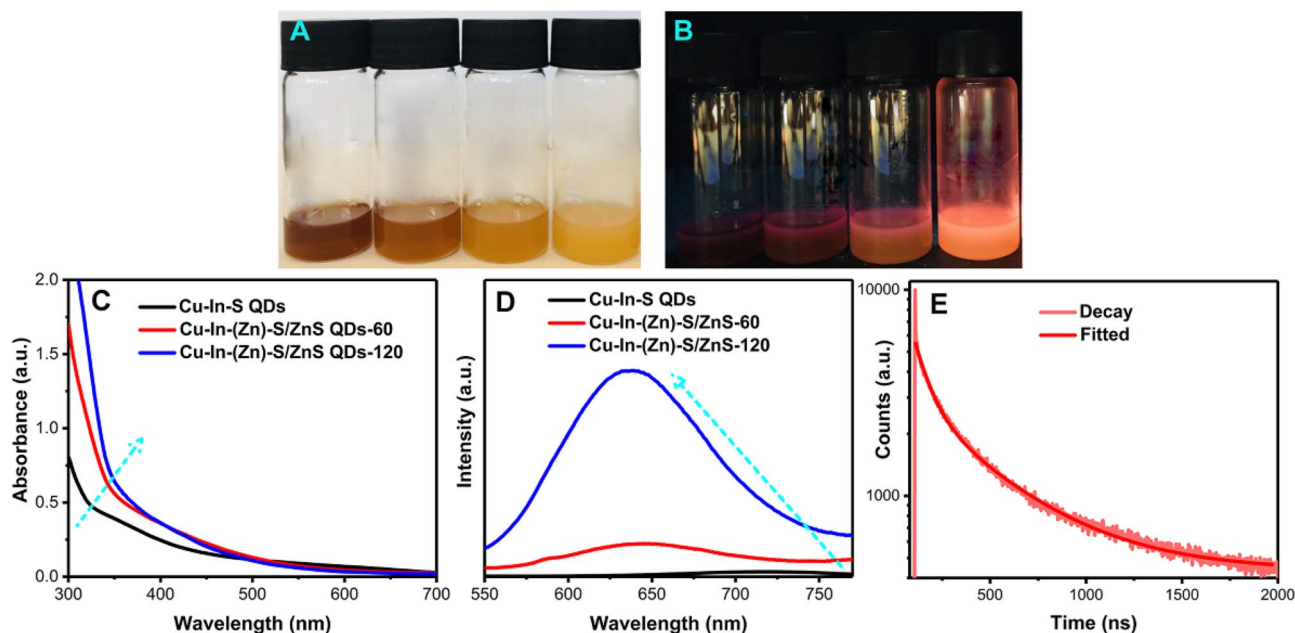 A
B
C
Cu-In-S QDs
Cu-In-(Zn)-S/ZnS QDs-60
Cu-In-(Zn)-S/ZnS QDs-120
Absorbance (a.u.)
2.0
1.5
1.0
0.5
0.0
300 400 500 600 700
Wavelength (nm)
D
Cu-In-S QDs
Cu-In-(Zn)-S/ZnS-60
Cu-In-(Zn)-S/ZnS-120
Intensity (a.u.)
550 600 650 700 750
Wavelength (nm)
E
Decay
Fitted
Counts (a.u.)
10000
1000
500 1000 1500 2000
Time (ns)